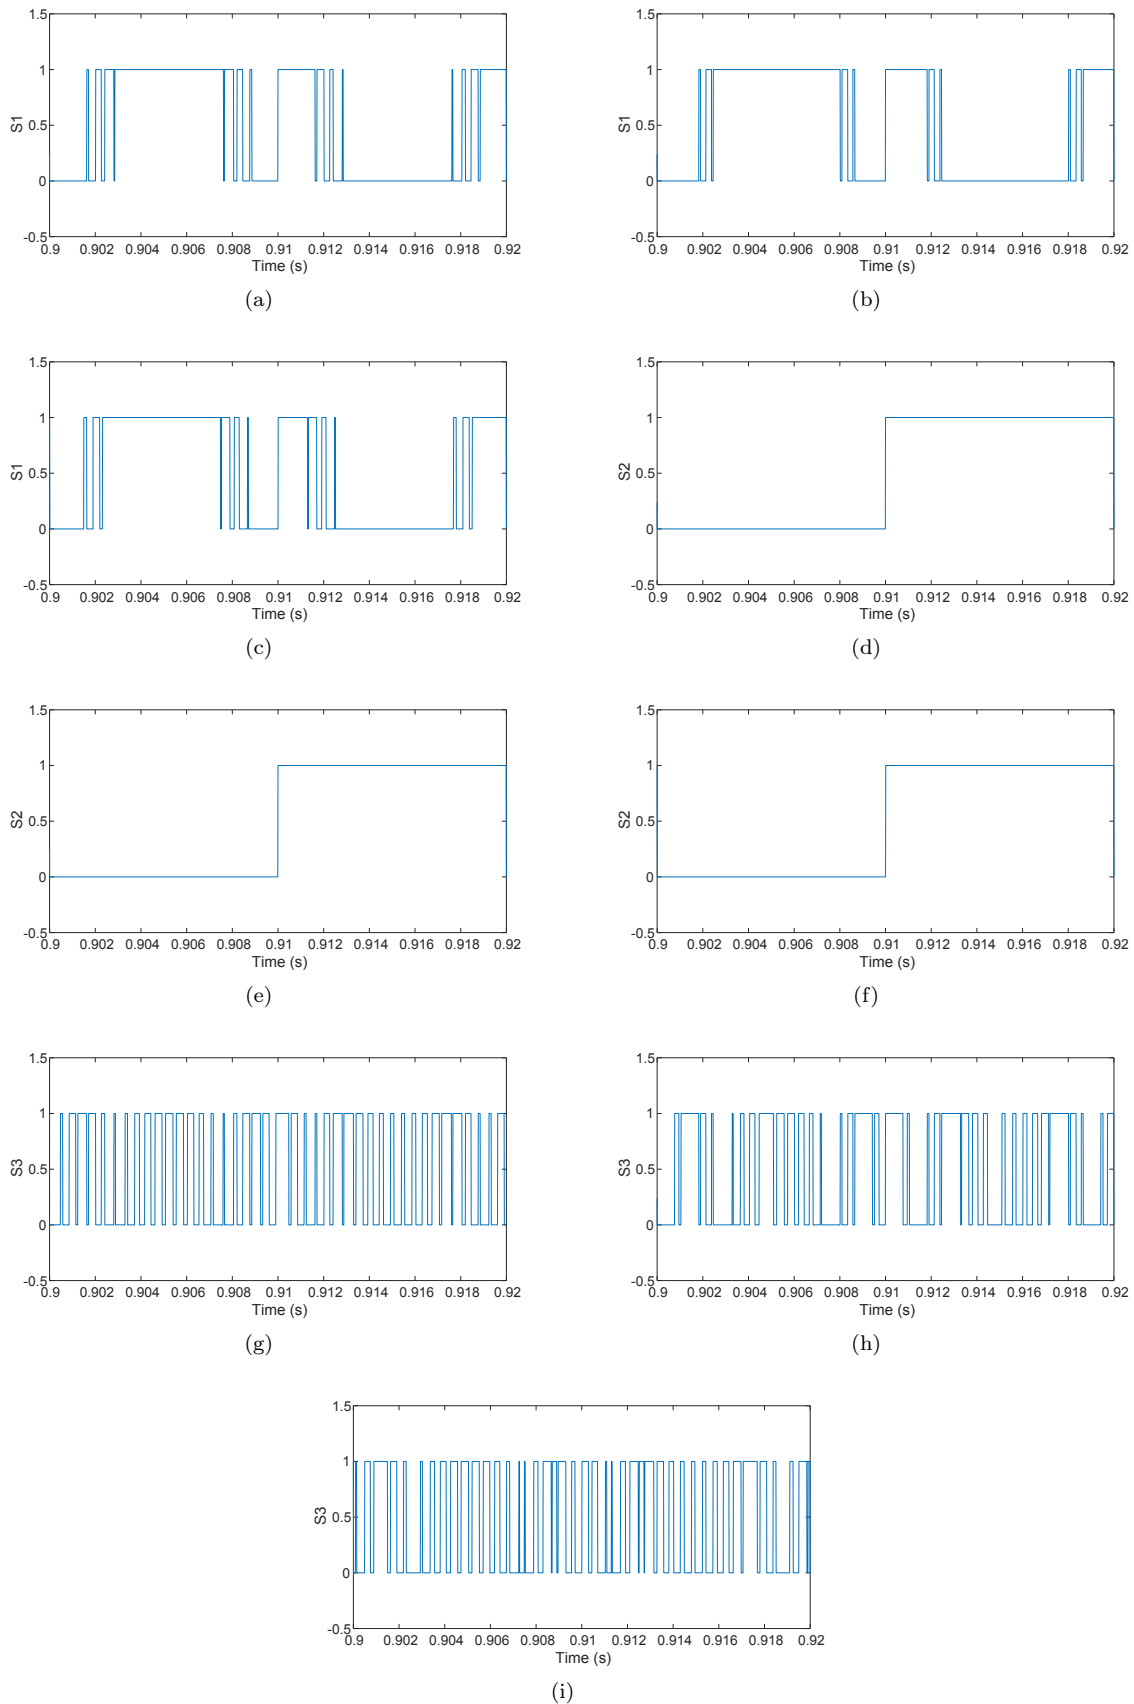 1.5 1.5
1 1
S1 0.5 S1 0.5
0 0
-0.5 -0.5
0.9 0.902 0.904 0.906 0.908 0.91 0.912 0.914 0.916 0.918 0.92 0.9 0.902 0.904 0.906 0.908 0.91 0.912 0.914 0.916 0.918 0.92
Time (s) Time (s)
(a) (b)
1.5 1.5
1 1
S1 0.5 S2 0.5
0 0
-0.5 -0.5
0.9 0.902 0.904 0.906 0.908 0.91 0.912 0.914 0.916 0.918 0.92 0.9 0.902 0.904 0.906 0.908 0.91 0.912 0.914 0.916 0.918 0.92
Time (s) Time (s)
(c) (d)
1.5 1.5
1 1
S2 0.5 S2 0.5
0 0
-0.5 -0.5
0.9 0.902 0.904 0.906 0.908 0.91 0.912 0.914 0.916 0.918 0.92 0.9 0.902 0.904 0.906 0.908 0.91 0.912 0.914 0.916 0.918 0.92
Time (s) Time (s)
(e) (f)
1.5 1.5
1 1
S3 0.5 S3 0.5
0 0
-0.5 -0.5
0.9 0.902 0.904 0.906 0.908 0.91 0.912 0.914 0.916 0.918 0.92 0.9 0.902 0.904 0.906 0.908 0.91 0.912 0.914 0.916 0.918 0.92
Time (s) Time (s)
(g) (h)
1.5
1
S3 0.5
0
-0.5
0.9 0.902 0.904 0.906 0.908 0.91 0.912 0.914 0.916 0.918 0.92
Time (s)
(i)